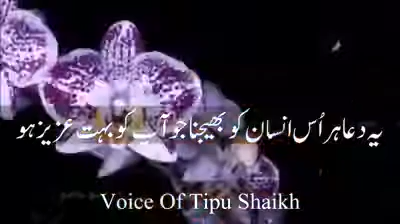 یہ دعا ہر اُس انسان کو بھیجنا جو آپ کو بہت عزیز ہو
Voice Of Tipu Shaikh